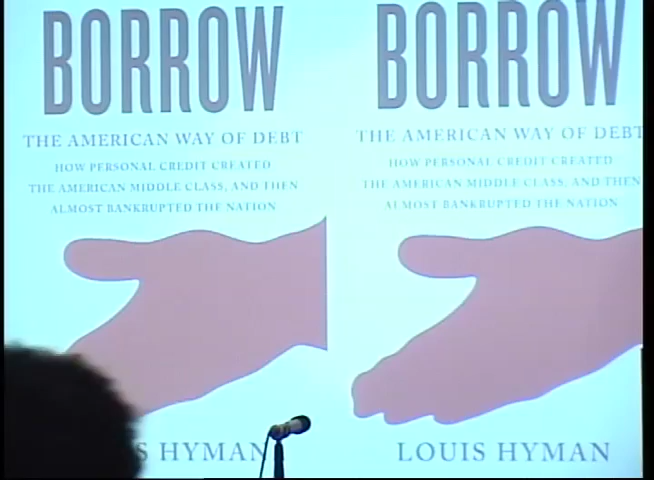 BORROW
THE AMERICAN WAY OF DEBT
HOW PERSONAL CREDIT CREATED
THE AMERICAN MIDDLE CLASS, AND THEN
ALMOST BANKRUPTED THE NATION
S HYMAN
BORROW
THE AMERICAN WAY OF DEBT
HOW PERSONAL CREDIT CREATED
THE AMERICAN MIDDLE CLASS, AND THEN
ALMOST BANKRUPTED THE NATION
LOUIS HYMAN